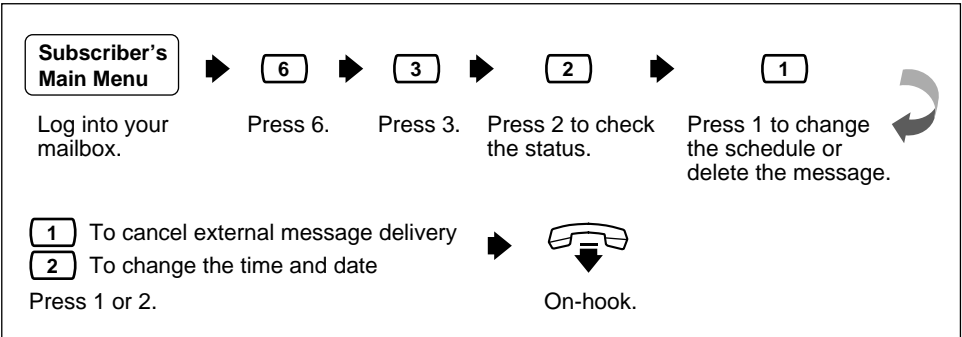 Subscriber's
Main Menu
6
3
2
1
Log into your
mailbox.
Press 6.
Press 3.
Press 2 to check
the status.
Press 1 to change
the schedule or
delete the message.
1 To cancel external message delivery
2 To change the time and date
Press 1 or 2.
On-hook.